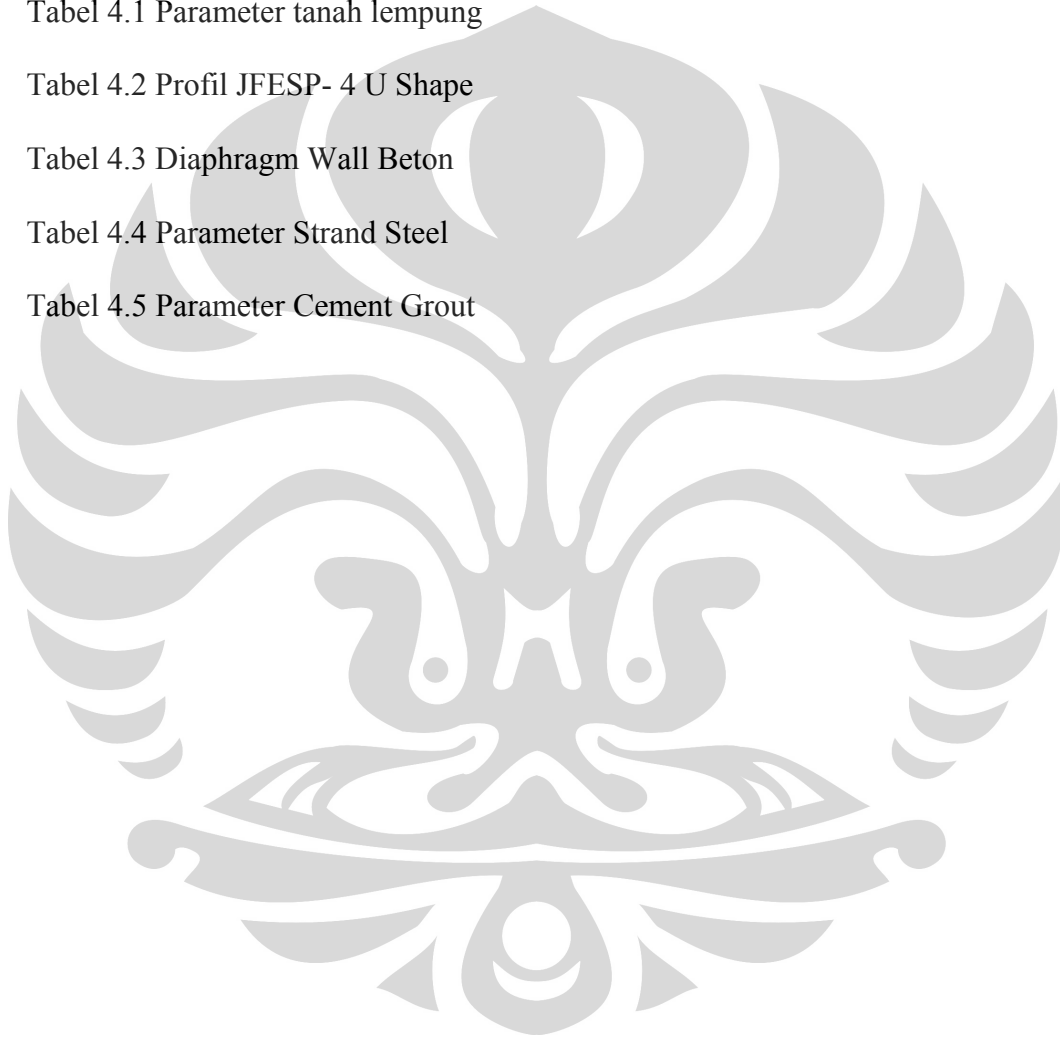 Tabel 4.1 Parameter tanah lempung
Tabel 4.2 Profil JFESP- 4 U Shape
Tabel 4.3 Diaphragm Wall Beton
Tabel 4.4 Parameter Strand Steel
Tabel 4.5 Parameter Cement Grout